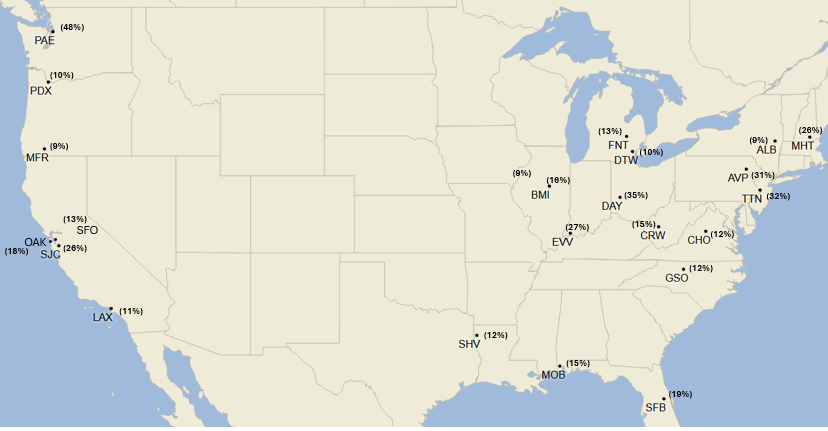 (48%)
PAE
(10%)
PDX
(9%)
MFR
(13%)
SFO
OAK
(18%)
SJC (26%)
LAX (11%)
SHV (12%)
MOB (15%)
SFB (19%)
(9%)
(16%)
BMI
(13%)
FNT
DTW (10%)
DAY (35%)
(27%)
EVV
(15%)
CRW
CHO (12%)
GSO (12%)
(9%)
ALB
(26%)
MHT
AVP (31%)
TTN (32%)